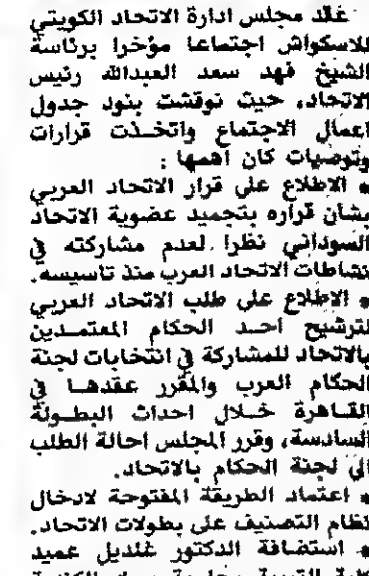 عقد مجلس ادارة الاتحاد الكويتي
للاسكواش اجتماعا مؤخرا برئاسة
الشيخ فهد سعد العبدالله رئيس
الاتحاد، حيث نوقشت بنود جدول
اعمال الاجتماع واتخذت قرارات
وتوصيات كان اهمها :
• الاطلاع على قرار الاتحاد العربي
بشأن قراره بتجميد عضوية الاتحاد
السوداني نظرا لعدم مشاركته في
نشاطات الاتحاد العرب منذ تاسيسه.
• الاطلاع على طلب الاتحاد العربي
لترشيح احد الحكام المعتمدين
بالاتحاد للمشاركة في انتخابات لجنة
الحكام العرب والمقرر عقدها في
القاهرة خلال احداث البطولة
السادسة، وقرر المجلس احالة الطلب
الى لجنة الحكام بالاتحاد.
• اعتماد الطريقة المفتوحة لادخال
نظام التصنيف على بطولات الاتحاد.
• استضافة الدكتور عميد